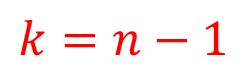 k = n − 1